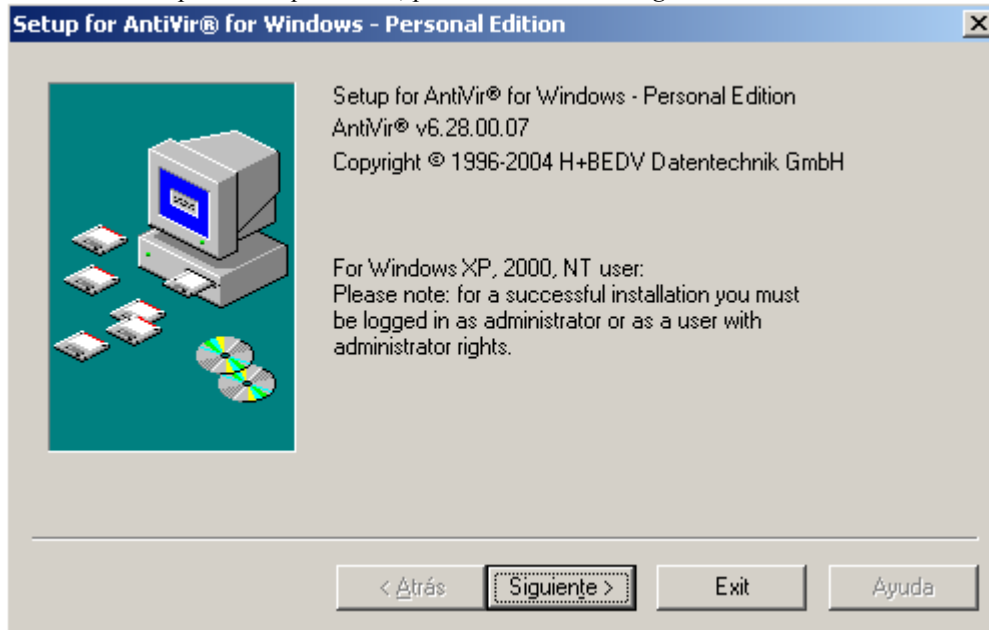 Setup for AntiVir® for Windows - Personal Edition
Setup for AntiVir® for Windows - Personal Edition
AntiVir® v6.28.00.07
Copyright © 1996-2004 H+BEDV Datentechnik GmbH
For Windows XP, 2000, NT user:
Please note: for a successful installation you must
be logged in as administrator or as a user with
administrator rights.
< Atrás Siguiente > Exit Ayuda